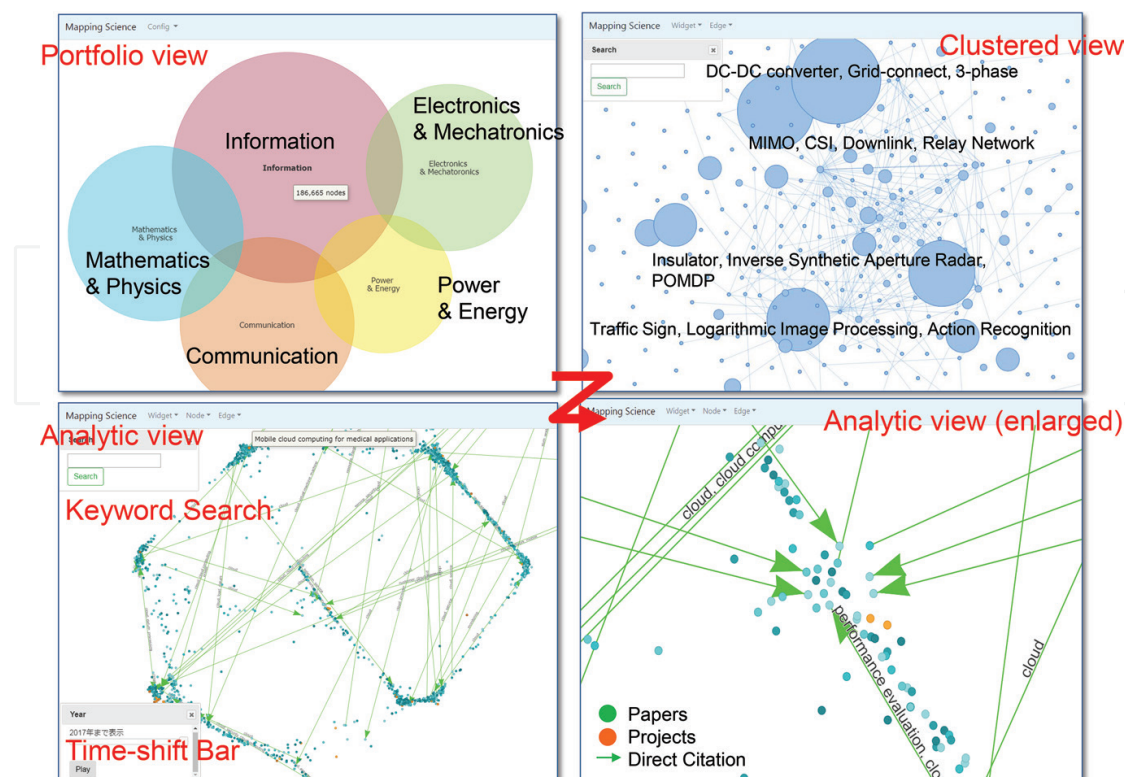 Mapping Science Config
Portfolio view
Electronics
& Mechatronics
Information
Information
Electronics
& Mechatoronics
186,665 nodes
Mathematics
& Physics
Mathematics
& Physics
Power
& Energy
Power
& Energy
Communication
Communication
Mapping Science Widget Edge
Clustered view
Search
DC-DC converter, Grid-connect, 3-phase
Search
MIMO, CSI, Downlink, Relay Network
Insulator, Inverse Synthetic Aperture Radar,
POMDP
Traffic Sign, Logarithmic Image Processing, Action Recognition
Mapping Science Widget Node Edge
Analytic view
Search
Mobile cloud computing for medical applications
Search
Keyword Search
Year
2017年まで表示
Time-shift Bar
Play
Mapping Science Widget Node Edge
Analytic view (enlarged)
cloud, cloud
performance evaluation,
cloud
Papers
Projects
Direct Citation